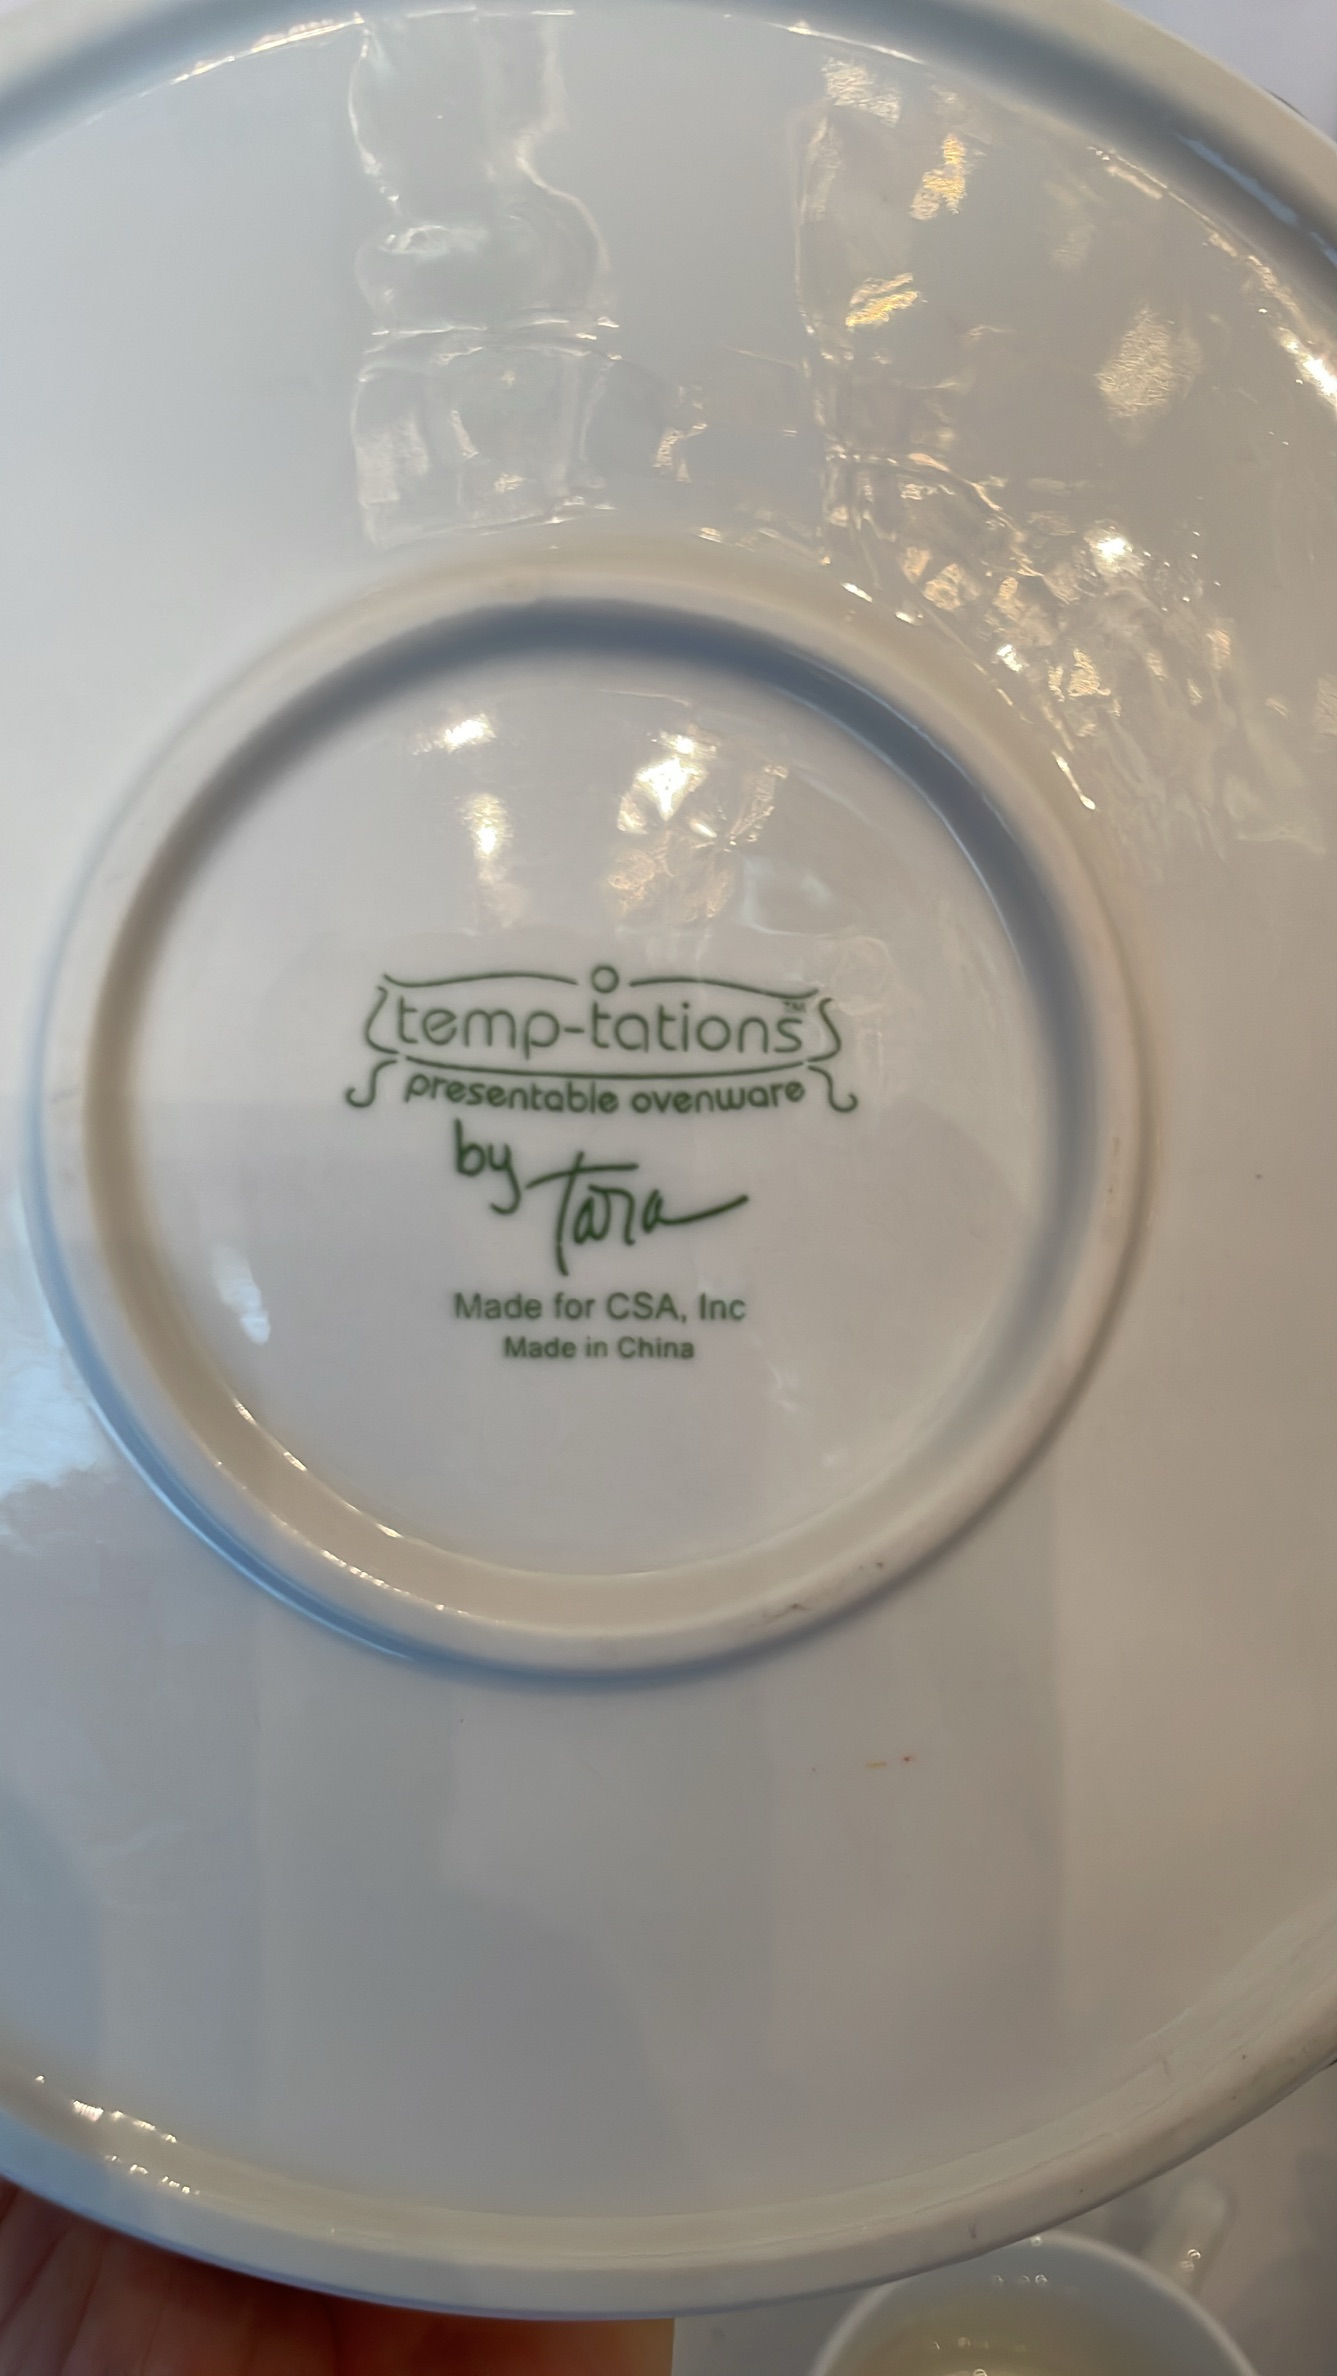 temp-tations™
presentable ovenware
by Tara
Made for CSA, Inc
Made in China